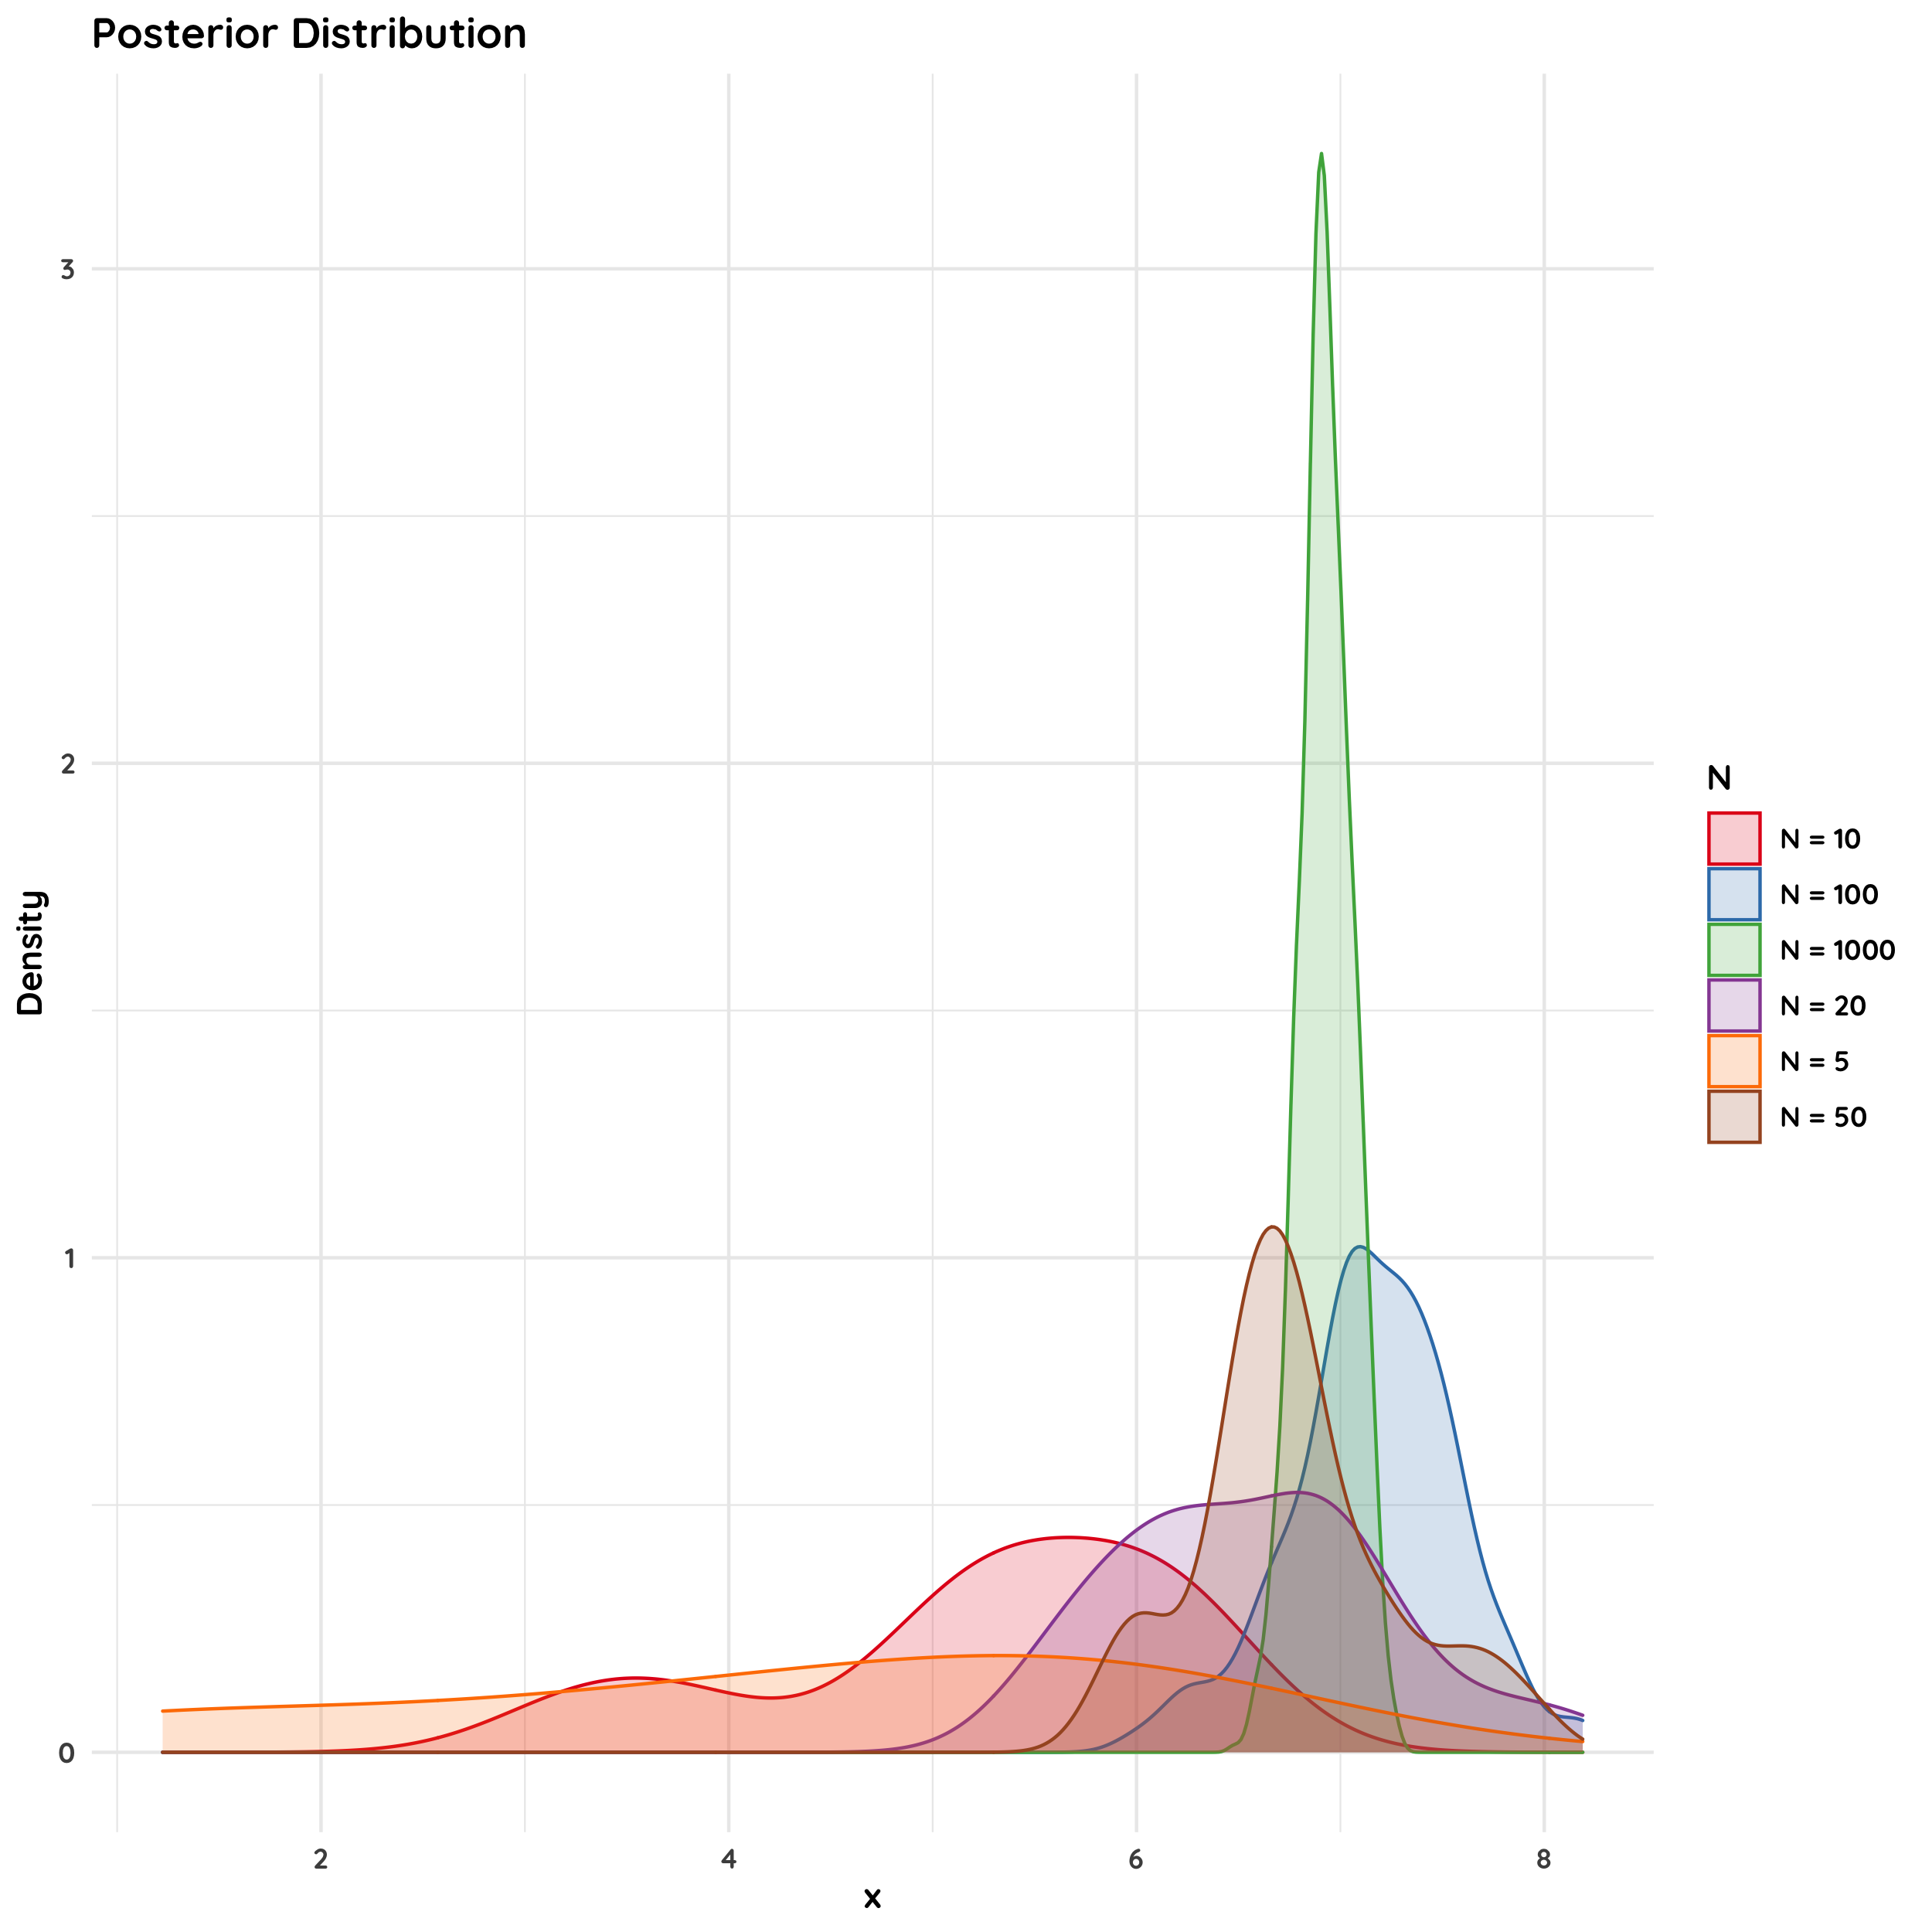 Posterior Distribution
3
2
1
0
Density
2
4
6
8
x
N
N = 10
N = 100
N = 1000
N = 20
N = 5
N = 50